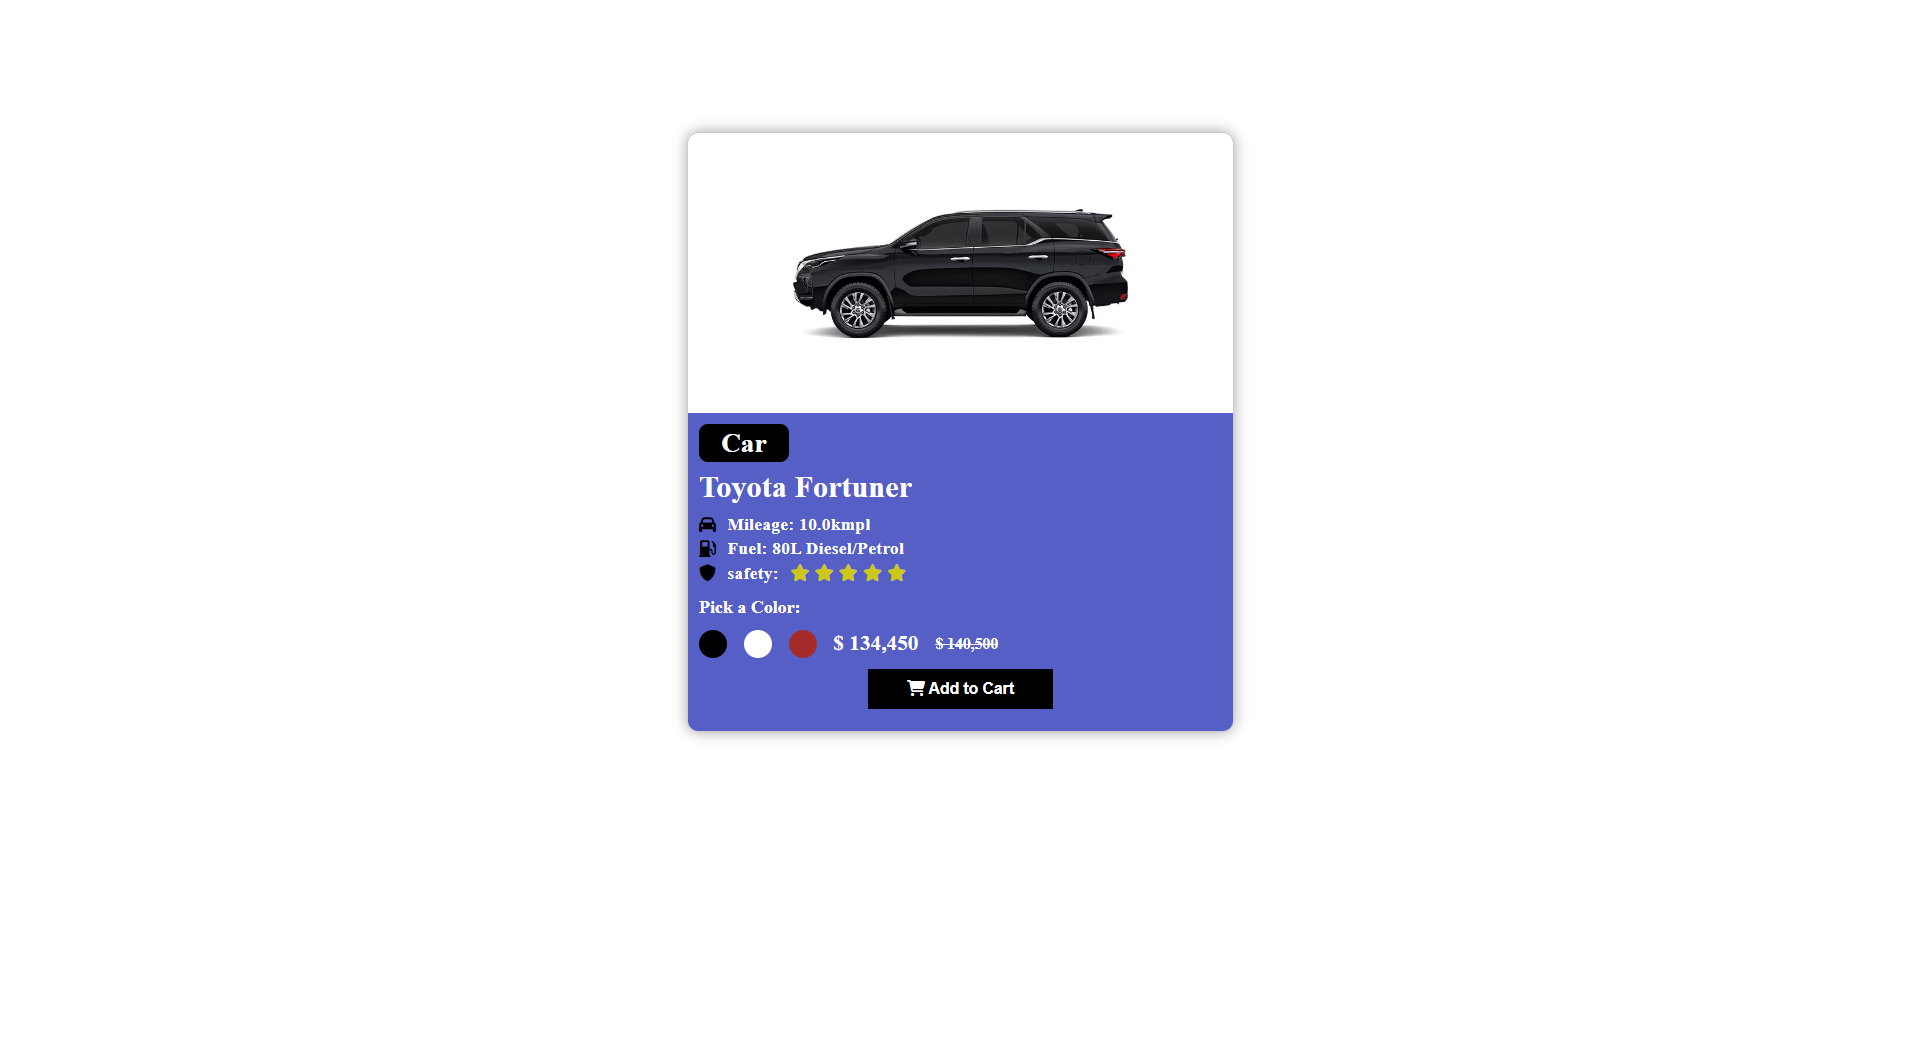 Car
Toyota Fortuner
Mileage: 10.0kmpl
Fuel: 80L Diesel/Petrol
safety:
Pick a Color:
$ 134,450 $ 140,500
Add to Cart